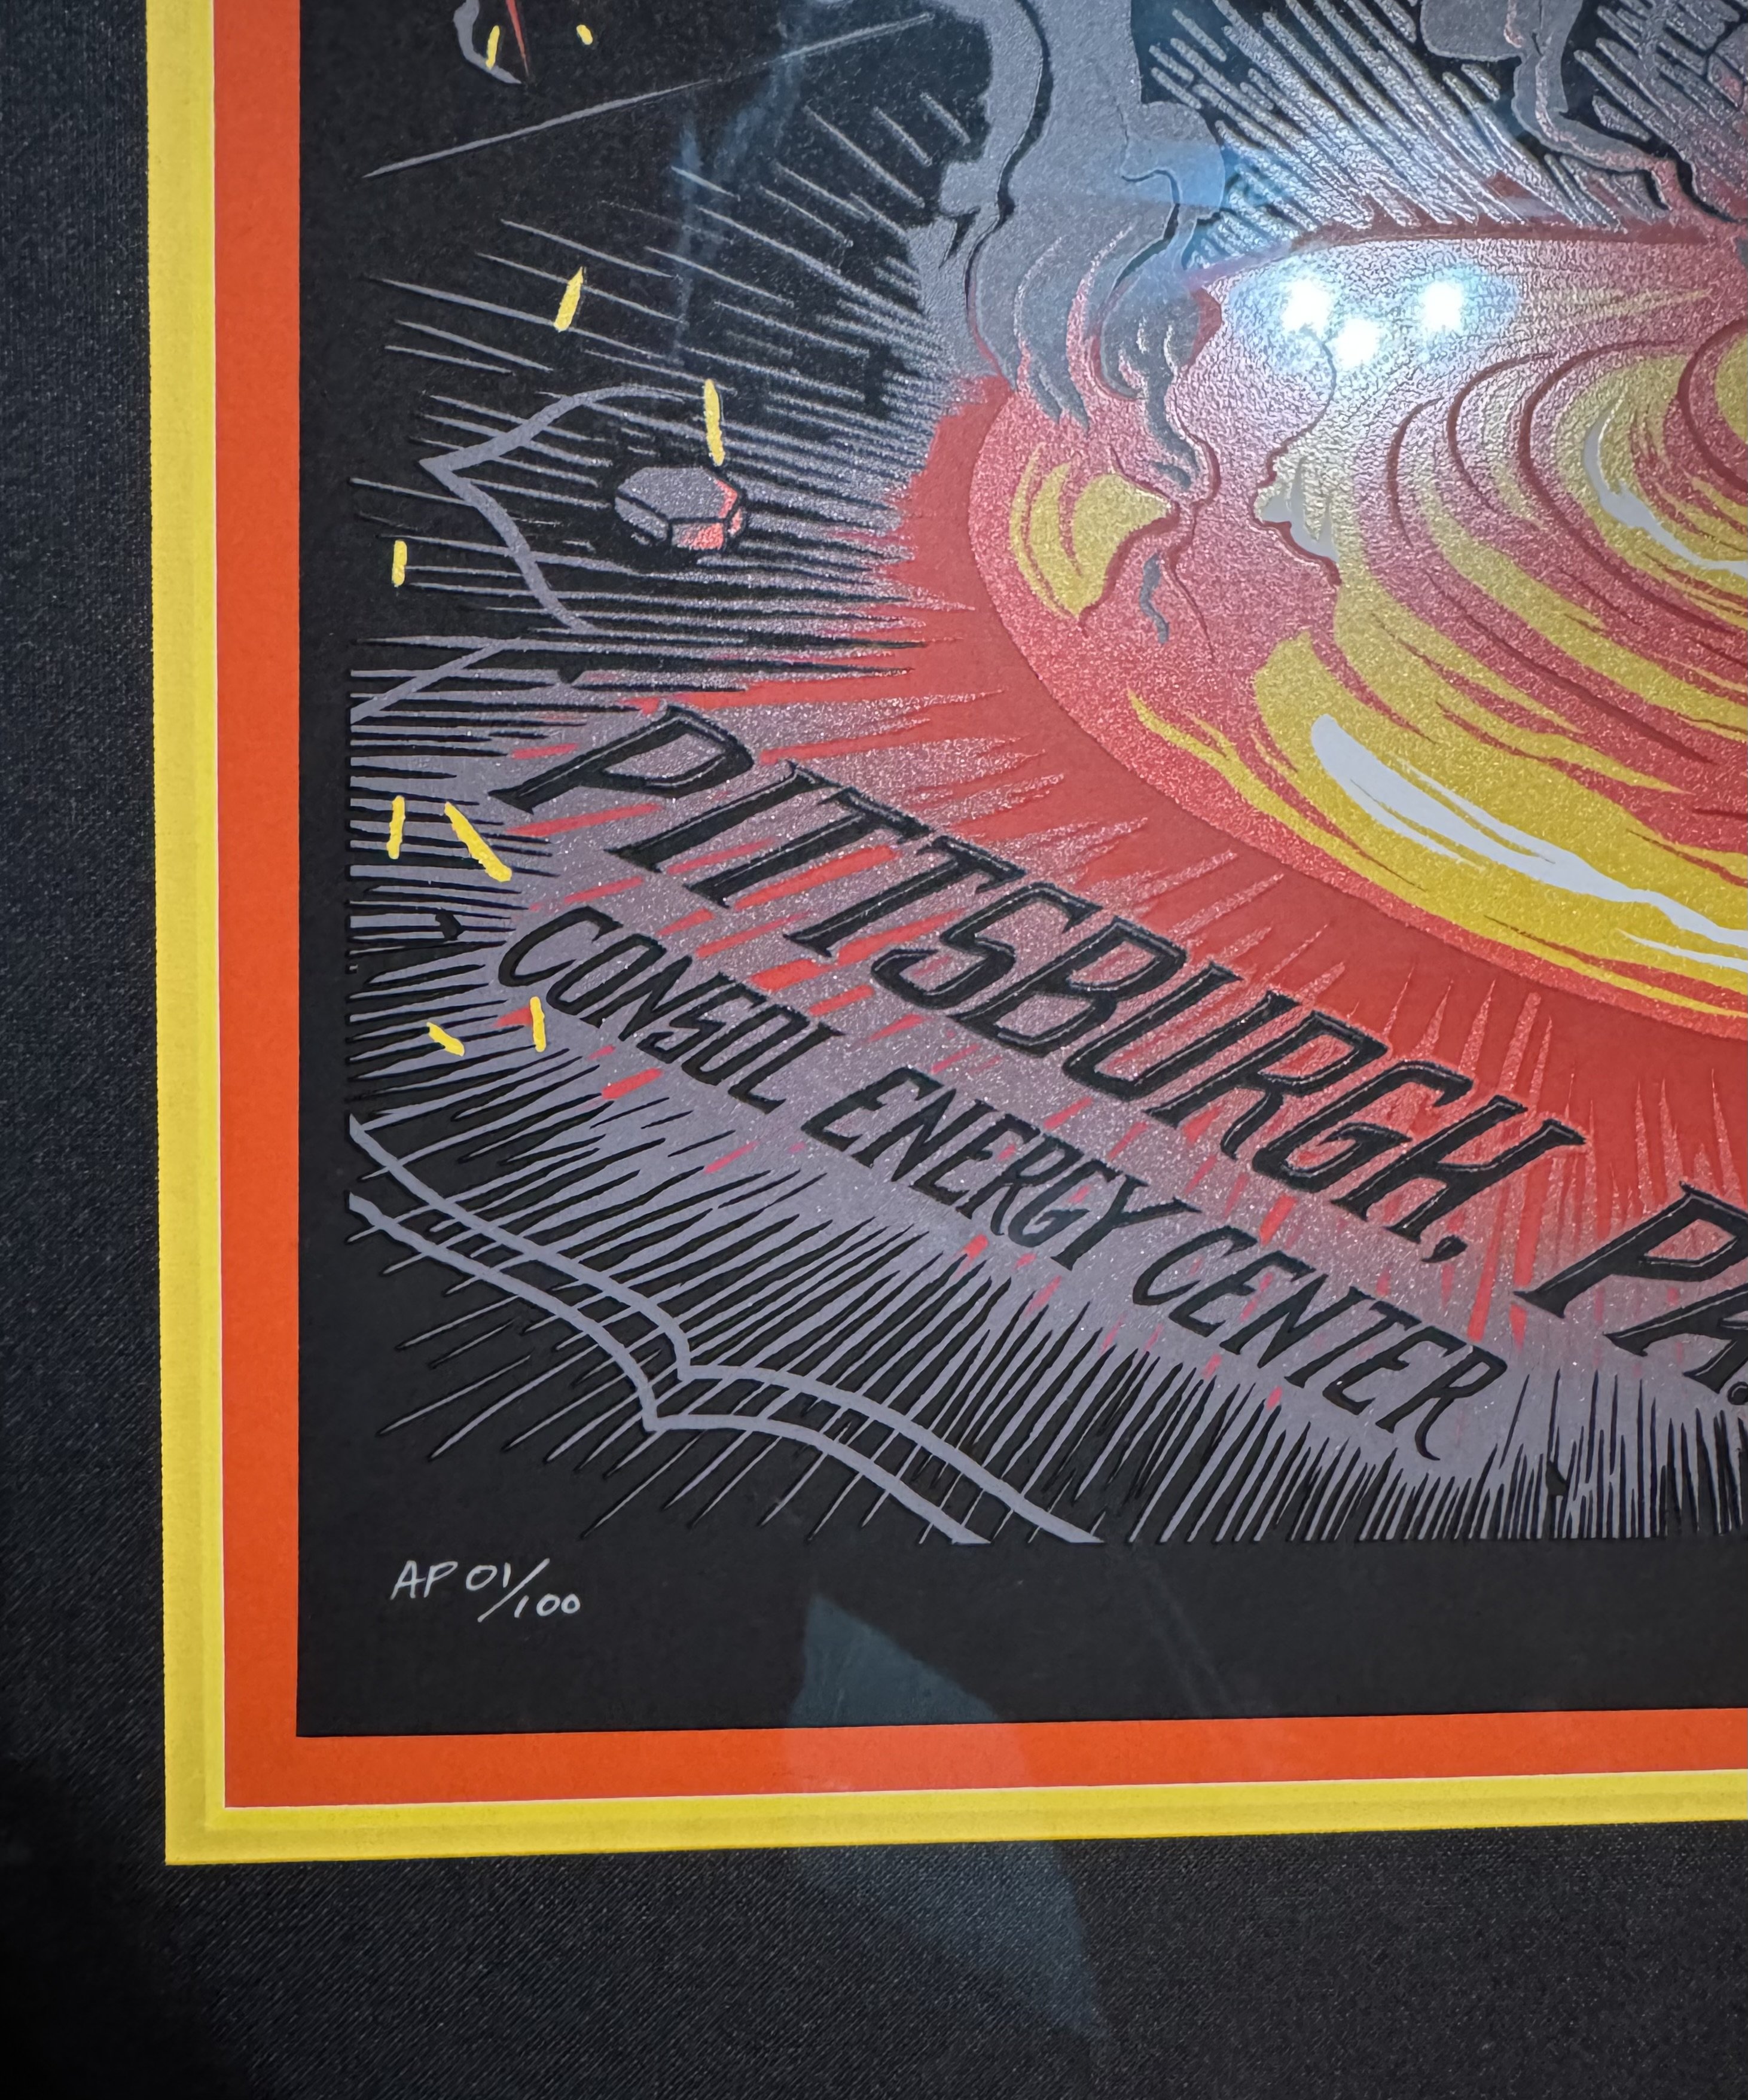 PITTSBURGH, PA.
CONSOL ENERGY CENTER
AP 01/100